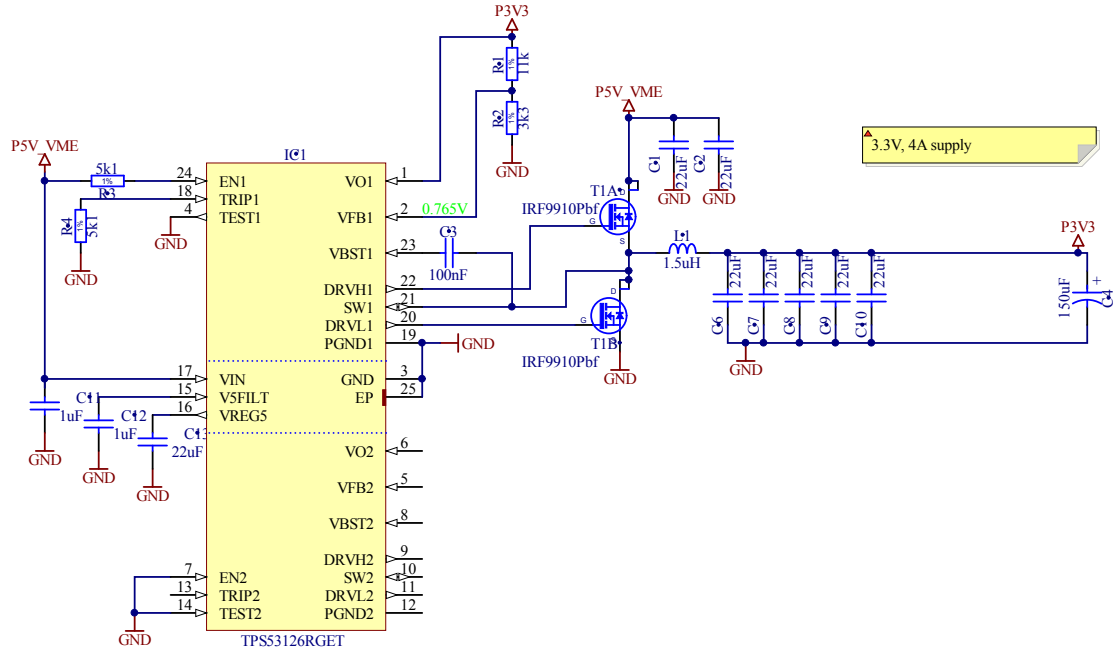 P3V3
R1
1%
11k
R2
1%
3k3
GND
P5V_VME
C1
22uF
C2
22uF
GND
GND
3.3V, 4A supply
P5V_VME
5k1
R3
R4
5k1
GND
GND
IC1
24 EN1
18 TRIP1
4 TEST1
VO1 1
VFB1 2
0.765V
VBST1 23
C3
100nF
DRVH1 22
SW1 21
DRVL1 20
PGND1 19
GND
T1A
IRF9910Pbf
D
G
S
L1
1.5uH
P3V3
D
G
S
T1B
IRF9910Pbf
GND
22uF
22uF
22uF
22uF
22uF
C6
C7
C8
C9
C10
GND
150uF
+
C4
17 VIN
15 V5FILT
16 VREG5
GND 3
EP 25
C11
1uF
GND
C12
1uF
GND
C13
22uF
GND
VO2 6
VFB2 5
VBST2 8
DRVH2 9
SW2 10
DRVL2 11
PGND2 12
7 EN2
13 TRIP2
14 TEST2
GND
TPS53126RGET